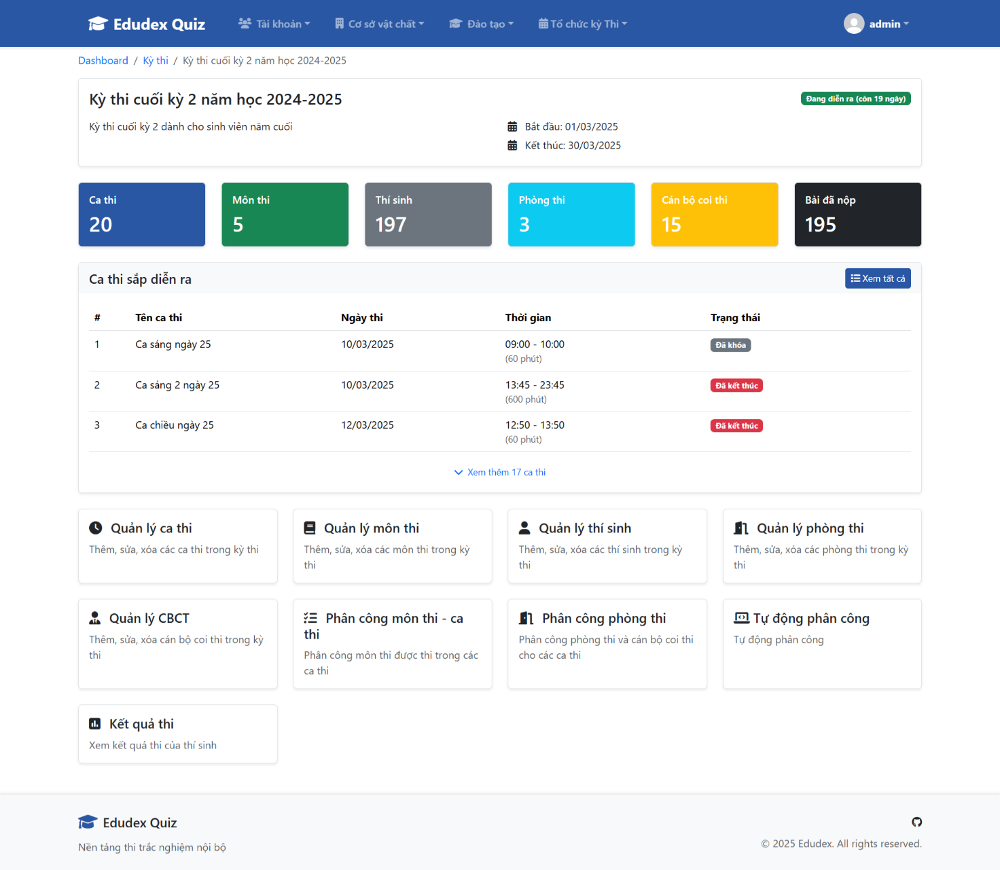 Edudex Quiz
Tài khoản
Cơ sở vật chất
Đào tạo
Tổ chức kỳ Thi
admin
Dashboard / Kỳ thi / Kỳ thi cuối kỳ 2 năm học 2024-2025
Kỳ thi cuối kỳ 2 năm học 2024-2025
Đang diễn ra (còn 19 ngày)
Kỳ thi cuối kỳ 2 dành cho sinh viên năm cuối
Bắt đầu: 01/03/2025
Kết thúc: 30/03/2025
Ca thi
20
Môn thi
5
Thí sinh
197
Phòng thi
3
Cán bộ coi thi
15
Bài đã nộp
195
Ca thi sắp diễn ra
Xem tất cả
# Tên ca thi Ngày thi Thời gian Trạng thái
1 Ca sáng ngày 25 10/03/2025 09:00 - 10:00 Đã khóa
(60 phút)
2 Ca sáng 2 ngày 25 10/03/2025 13:45 - 23:45 Đã kết thúc
(600 phút)
3 Ca chiều ngày 25 12/03/2025 12:50 - 13:50 Đã kết thúc
(60 phút)
Xem thêm 17 ca thi
Quản lý ca thi
Thêm, sửa, xóa các ca thi trong kỳ thi
Quản lý môn thi
Thêm, sửa, xóa các môn thi trong kỳ
thi
Quản lý thí sinh
Thêm, sửa, xóa các thí sinh trong kỳ
thi
Quản lý phòng thi
Thêm, sửa, xóa các phòng thi trong kỳ
thi
Quản lý CBCT
Thêm, sửa, xóa cán bộ coi thi trong kỳ
thi
Phân công môn thi - ca
thi
Phân công môn thi được thi trong các
ca thi
Phân công phòng thi
Phân công phòng thi và cán bộ coi thi
cho các ca thi
Tự động phân công
Tự động phân công
Kết quả thi
Xem kết quả thi của thí sinh
Edudex Quiz
Nền tảng thi trắc nghiệm nội bộ
© 2025 Edudex. All rights reserved.